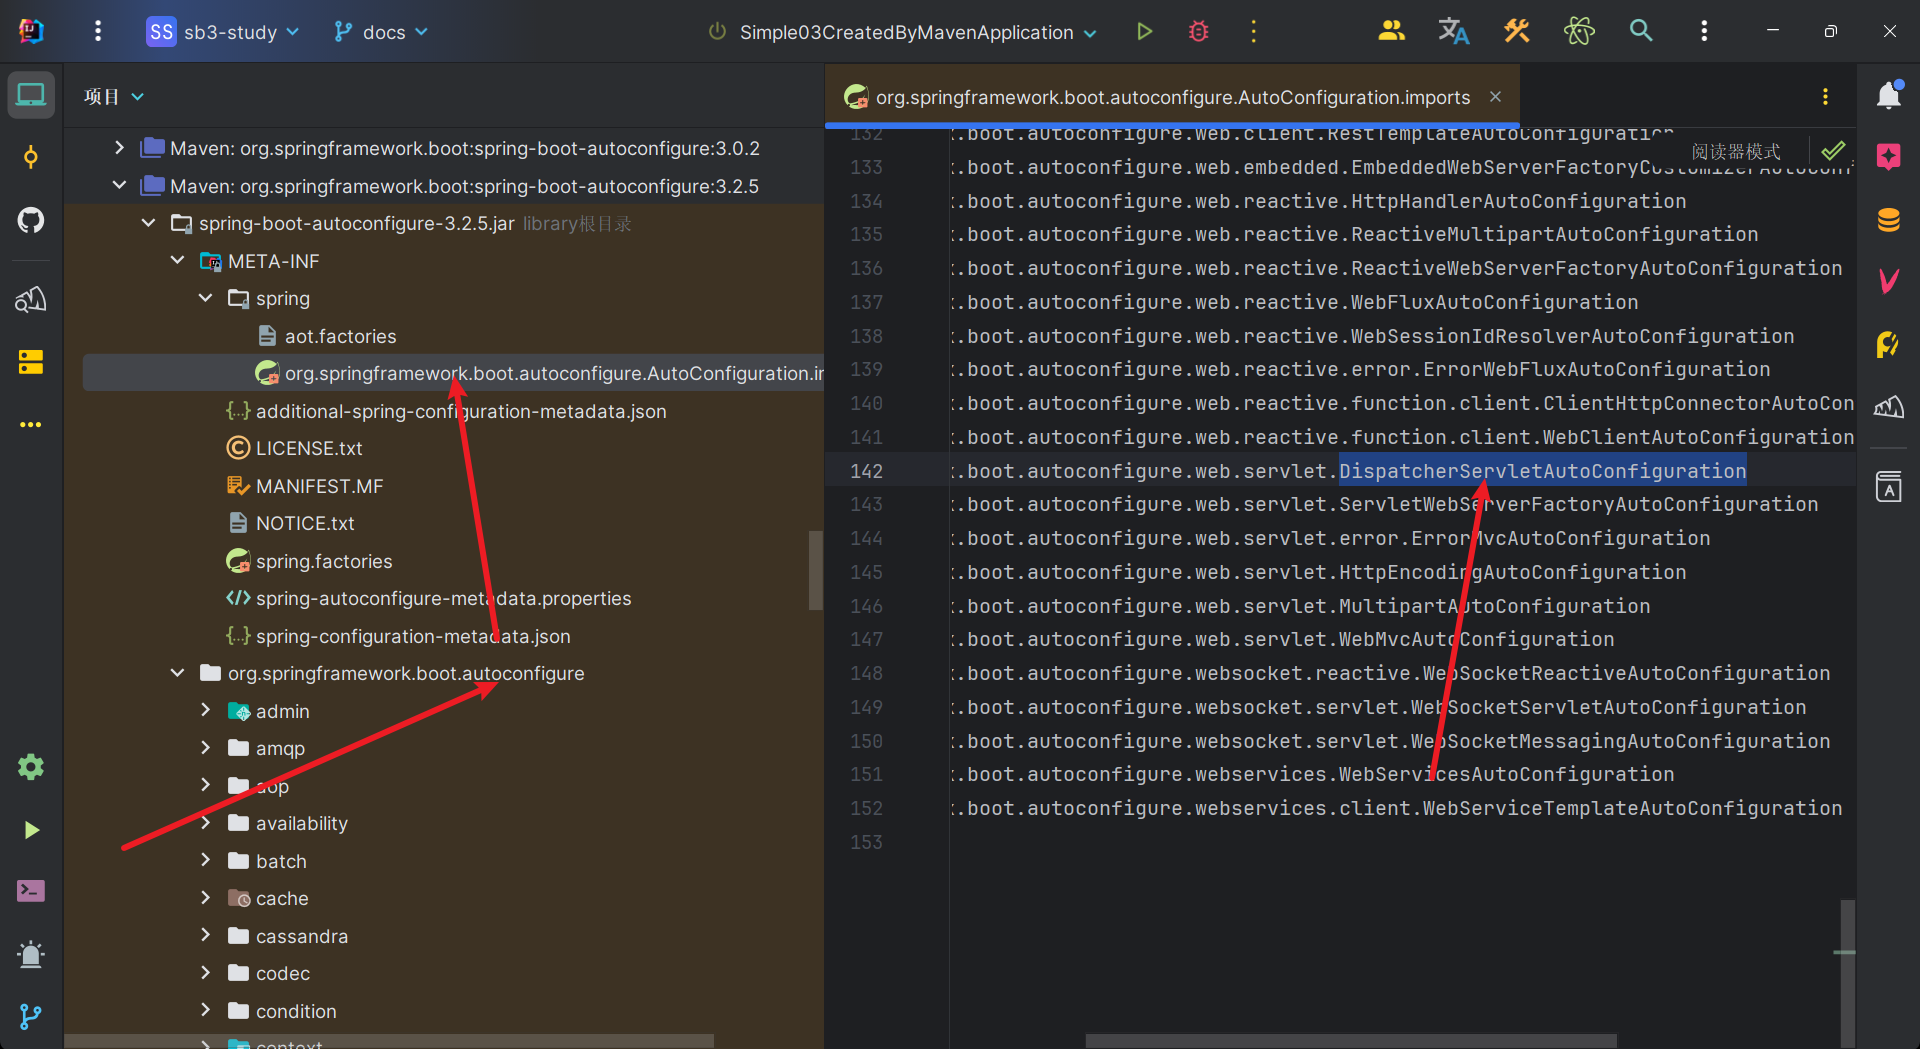 SS sb3-study docs Simple03CreatedByMavenApplication
项目
Maven: org.springframework.boot:spring-boot-autoconfigure:3.0.2
Maven: org.springframework.boot:spring-boot-autoconfigure:3.2.5
spring-boot-autoconfigure-3.2.5.jar library根目录
META-INF
spring
aot.factories
org.springframework.boot.autoconfigure.AutoConfiguration.i
additional-spring-configuration-metadata.json
LICENSE.txt
MANIFEST.MF
NOTICE.txt
spring.factories
spring-autoconfigure-metadata.properties
spring-configuration-metadata.json
org.springframework.boot.autoconfigure
admin
amqp
aop
availability
batch
cache
cassandra
codec
condition
context
org.springframework.boot.autoconfigure.AutoConfiguration.imports
阅读器模式
132 .boot.autoconfigure.web.client.RestTemplateAutoConfiguration
133 .boot.autoconfigure.web.embedded.EmbeddedWebServerFactoryCustomizerAutoConf
134 .boot.autoconfigure.web.reactive.HttpHandlerAutoConfiguration
135 .boot.autoconfigure.web.reactive.ReactiveMultipartAutoConfiguration
136 .boot.autoconfigure.web.reactive.ReactiveWebServerFactoryAutoConfiguration
137 .boot.autoconfigure.web.reactive.WebFluxAutoConfiguration
138 .boot.autoconfigure.web.reactive.WebSessionIdResolverAutoConfiguration
139 .boot.autoconfigure.web.reactive.error.ErrorWebFluxAutoConfiguration
140 .boot.autoconfigure.web.reactive.function.client.ClientHttpConnectorAutoCon
141 .boot.autoconfigure.web.reactive.function.client.WebClientAutoConfiguration
142 .boot.autoconfigure.web.servlet.DispatcherServletAutoConfiguration
143 .boot.autoconfigure.web.servlet.ServletWebServerFactoryAutoConfiguration
144 .boot.autoconfigure.web.servlet.error.ErrorMvcAutoConfiguration
145 .boot.autoconfigure.web.servlet.HttpEncodingAutoConfiguration
146 .boot.autoconfigure.web.servlet.MultipartAutoConfiguration
147 .boot.autoconfigure.web.servlet.WebMvcAutoConfiguration
148 .boot.autoconfigure.websocket.reactive.WebSocketReactiveAutoConfiguration
149 .boot.autoconfigure.websocket.servlet.WebSocketServletAutoConfiguration
150 .boot.autoconfigure.websocket.servlet.WebSocketMessagingAutoConfiguration
151 .boot.autoconfigure.webservices.WebServicesAutoConfiguration
152 .boot.autoconfigure.webservices.client.WebServiceTemplateAutoConfiguration
153